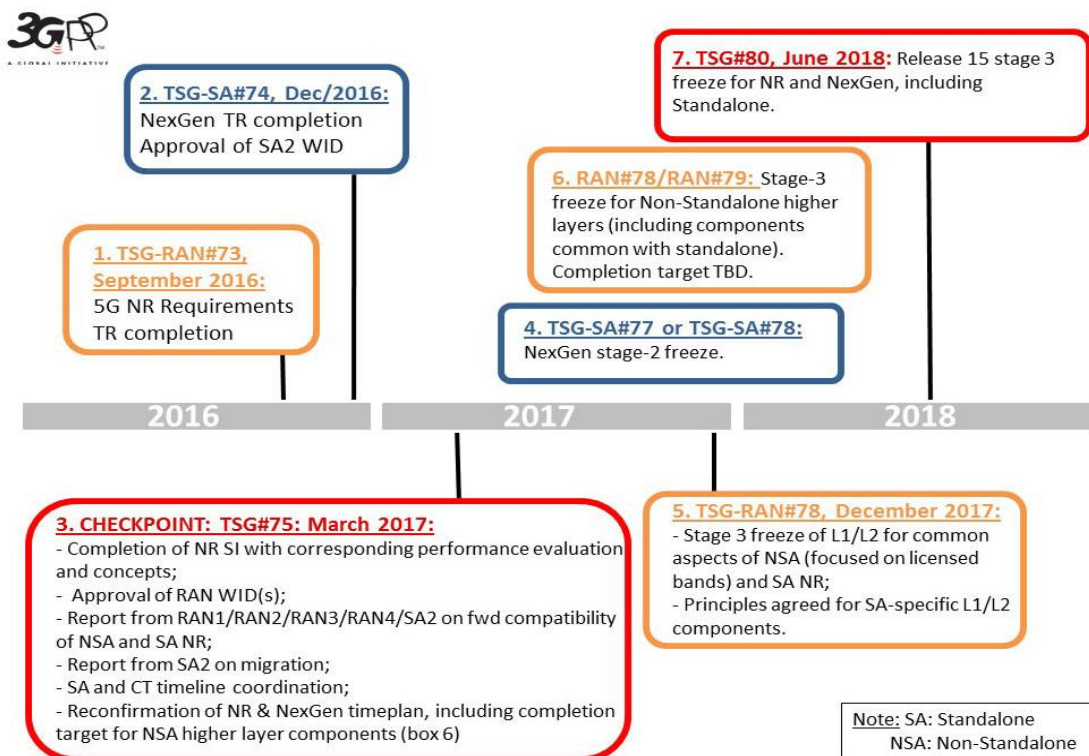 3GPP™
A GLOBAL INITIATIVE
2. TSG-SA#74, Dec/2016:
NexGen TR completion
Approval of SA2 WID
7. TSG#80, June 2018: Release 15 stage 3
freeze for NR and NexGen, including
Standalone.
1. TSG-RAN#73,
September 2016:
5G NR Requirements
TR completion
6. RAN#78/RAN#79: Stage-3
freeze for Non-Standalone higher
layers (including components
common with standalone).
Completion target TBD.
4. TSG-SA#77 or TSG-SA#78:
NexGen stage-2 freeze.
2016
2017
2018
3. CHECKPOINT: TSG#75: March 2017:
- Completion of NR SI with corresponding performance evaluation
and concepts;
- Approval of RAN WID(s);
- Report from RAN1/RAN2/RAN3/RAN4/SA2 on fwd compatibility
of NSA and SA NR;
- Report from SA2 on migration;
- SA and CT timeline coordination;
- Reconfirmation of NR & NexGen timeplan, including completion
target for NSA higher layer components (box 6)
5. TSG-RAN#78, December 2017:
- Stage 3 freeze of L1/L2 for common
aspects of NSA (focused on licensed
bands) and SA NR;
- Principles agreed for SA-specific L1/L2
components.
Note: SA: Standalone
NSA: Non-Standalone